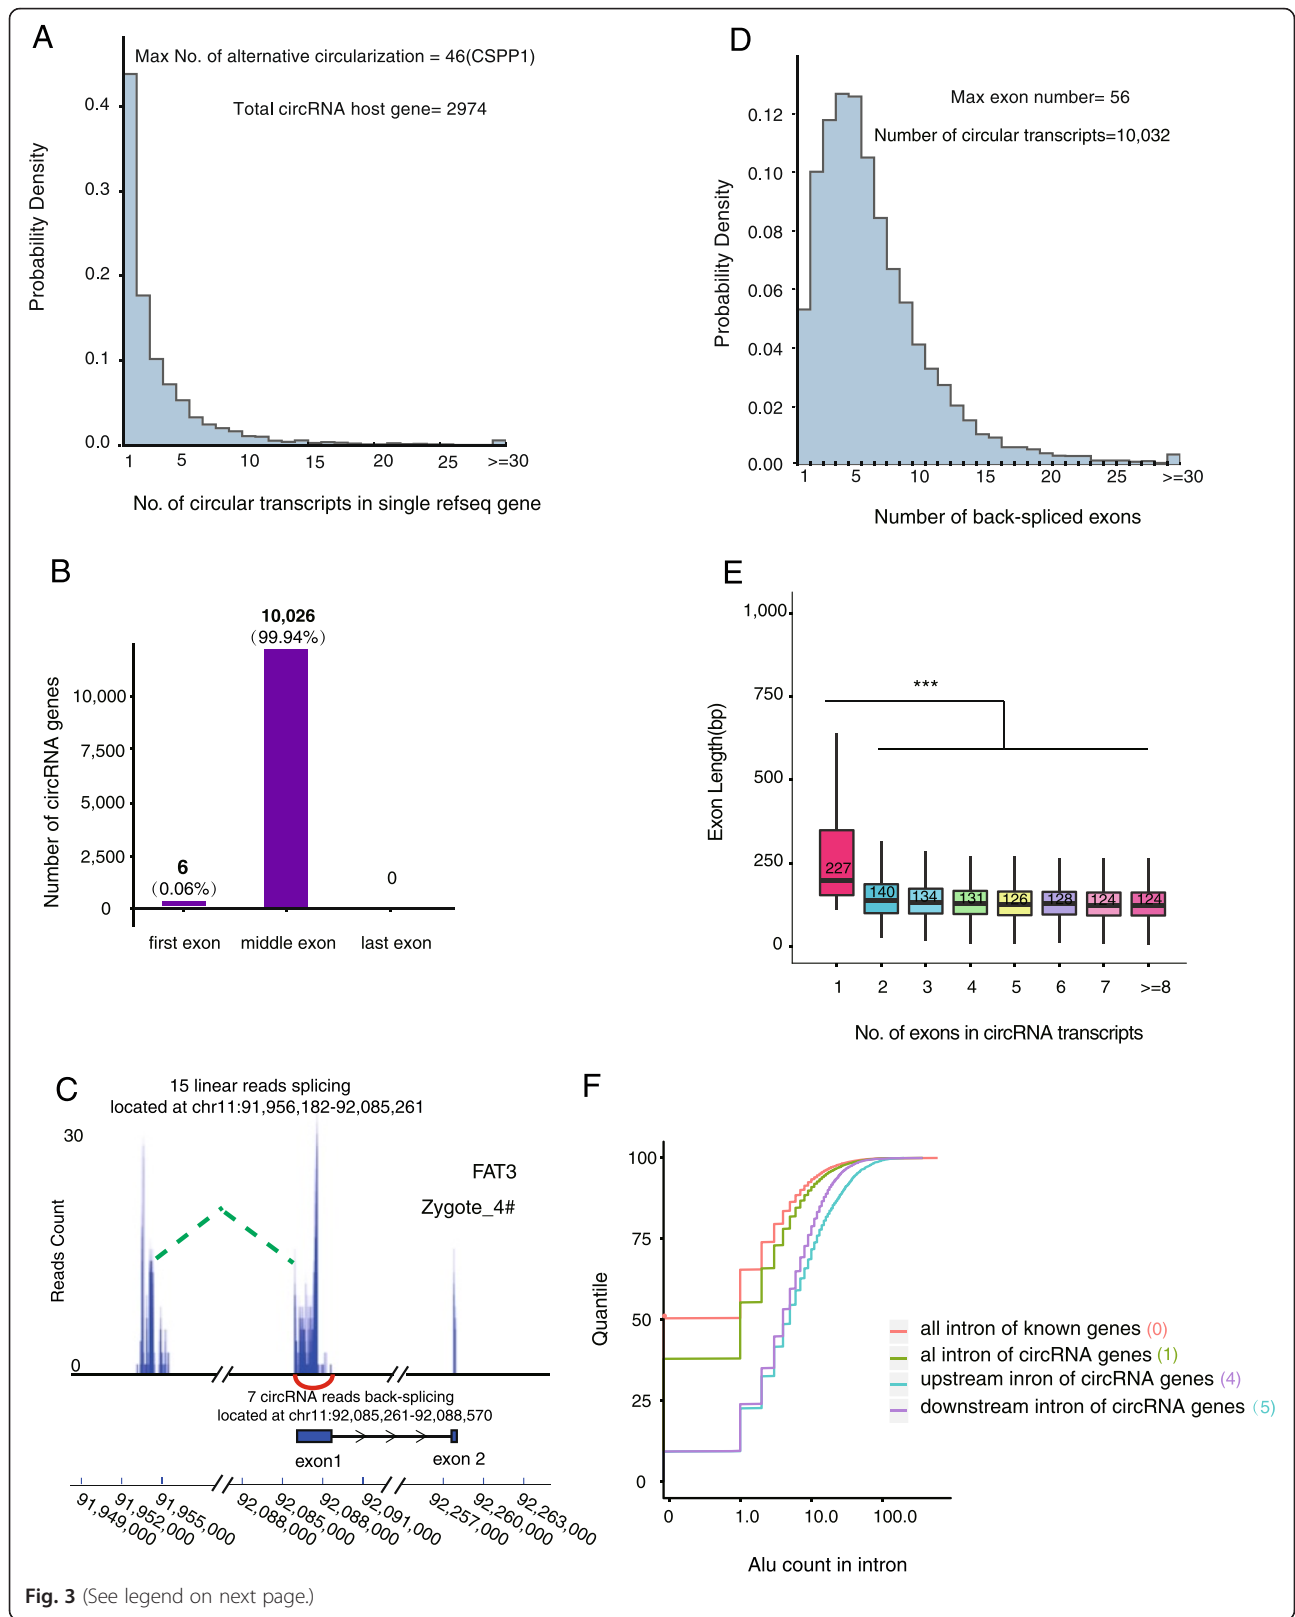 A
Max No. of alternative circularization = 46(CSPP1)
Total circRNA host gene= 2974
Probability Density
0.4
0.3
0.2
0.1
0.0
1 5 10 15 20 25 >=30
No. of circular transcripts in single refseq gene
D
Max exon number= 56
Number of circular transcripts=10,032
Probability Density
0.12
0.10
0.08
0.06
0.04
0.02
0.00
1 5 10 15 20 25 >=30
Number of back-spliced exons
B
10,026
(99.94%)
Number of circRNA genes
10,000
7,500
5,000
2,500
0
6
(0.06%)
0
first exon middle exon last exon
E
Exon Length(bp)
1,000
750
500
250
0
***
227 140 134 131 126 128 124 124
1 2 3 4 5 6 7 >=8
No. of exons in circRNA transcripts
C
15 linear reads splicing
located at chr11:91,956,182-92,085,261
30
FAT3
Zygote_4#
Reads Count
0
7 circRNA reads back-splicing
located at chr11:92,085,261-92,088,570
exon1 exon 2
91,949,000 91,952,000 91,955,000 92,088,000 92,085,000 92,088,000 92,091,000 92,257,000 92,260,000 92,263,000
F
Quantile
100
75
50
25
0
all intron of known genes (0)
al intron of circRNA genes (1)
upstream inron of circRNA genes (4)
downstream intron of circRNA genes (5)
0 1.0 10.0 100.0
Alu count in intron
Fig. 3 (See legend on next page.)